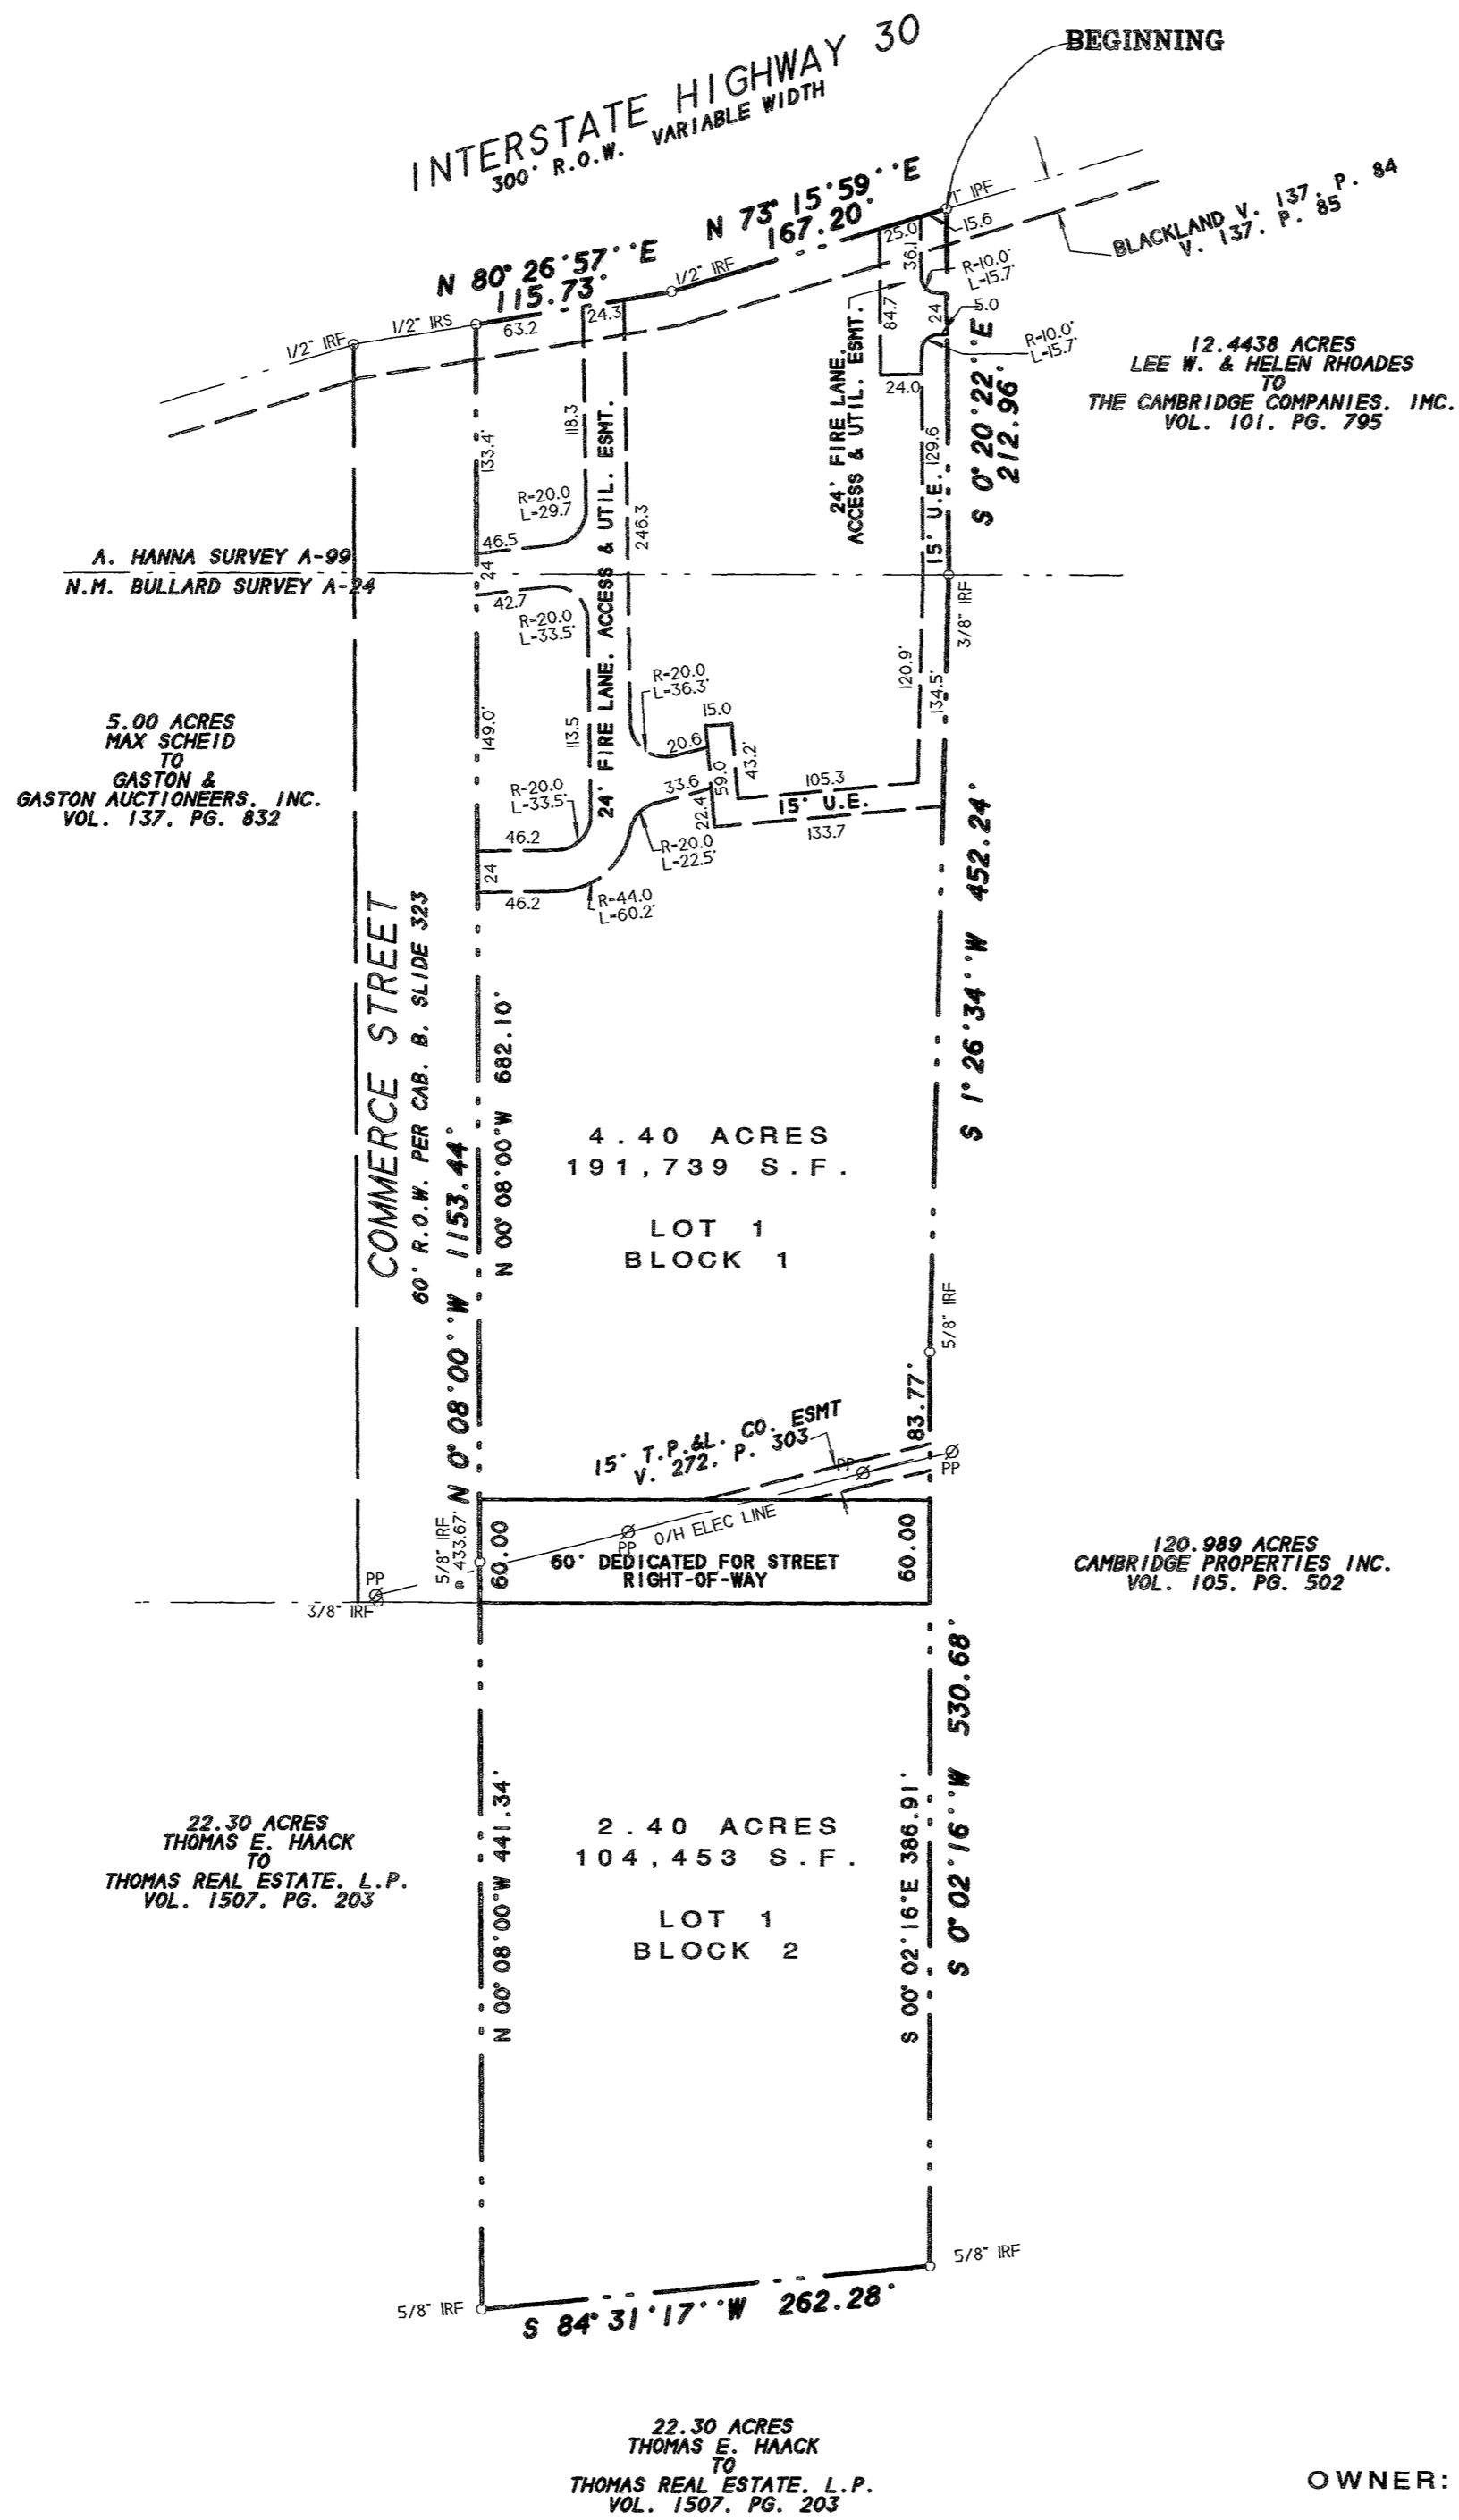 INTERSTATE HIGHWAY 30
300' R.O.W. VARIABLE WIDTH
BEGINNING
N 73° 15'59''E
167.20'
N 80° 26'57''E
115.73'
1" IPF
BLACKLAND V. 137. P. 84
V. 137. P. 85
1/2" IRF
1/2" IRS
1/2" IRF
63.2
24.3
25.0
15.6
36.1
R-10.0'
L-15.7'
84.7
24
5.0
R-10.0'
L-15.7'
24.0
24' FIRE LANE.
ACCESS & UTIL. ESMT.
S 0° 20'22''E
212.96'
12.4438 ACRES
LEE W. & HELEN RHOADES
TO
THE CAMBRIDGE COMPANIES. IMC.
VOL. 101. PG. 795
133.4'
118.3
R=20.0
L-29.7
46.5
24
246.3
129.6
15' U.E.
24' FIRE LANE. ACCESS & UTIL. ESMT.
A. HANNA SURVEY A-99
N.M. BULLARD SURVEY A-24
42.7
R=20.0
L-33.5'
3/8" IRF
120.9'
134.5'
R-20.0
L=36.3'
15.0
20.6
149.0'
113.5
59.0
43.2'
105.3
33.6
22.4
15' U.E.
133.7
R=20.0
L-33.5'
46.2
24
R-20.0
L-22.5'
46.2
R=44.0
L-60.2'
5.00 ACRES
MAX SCHEID
TO
GASTON &
GASTON AUCTIONEERS. INC.
VOL. 137. PG. 832
COMMERCE STREET
60' R.O.W. PER CAB. B. SLIDE 323
N 0° 08'00''W 1153.44'
N 00° 08'00"W 682.10'
S 1° 26'34''W 452.24'
4.40 ACRES
191,739 S.F.
LOT 1
BLOCK 1
5/8" IRF
83.77'
15' T.P.&L. CO. ESMT
V. 272. P. 303
PP
PP
PP
O/H ELEC LINE
60' DEDICATED FOR STREET
RIGHT-OF-WAY
60.00
60.00
5/8" IRF
@ 433.67'
PP
3/8" IRF
120.989 ACRES
CAMBRIDGE PROPERTIES INC.
VOL. 105. PG. 502
S 0° 02'16''W 530.68'
S 00° 02'16"E 386.91'
N 00° 08'00"W 441.34'
2.40 ACRES
104,453 S.F.
LOT 1
BLOCK 2
22.30 ACRES
THOMAS E. HAACK
TO
THOMAS REAL ESTATE. L.P.
VOL. 1507. PG. 203
5/8" IRF
5/8" IRF
S 84° 31'17''W 262.28'
22.30 ACRES
THOMAS E. HAACK
TO
THOMAS REAL ESTATE. L.P.
VOL. 1507. PG. 203
OWNER: